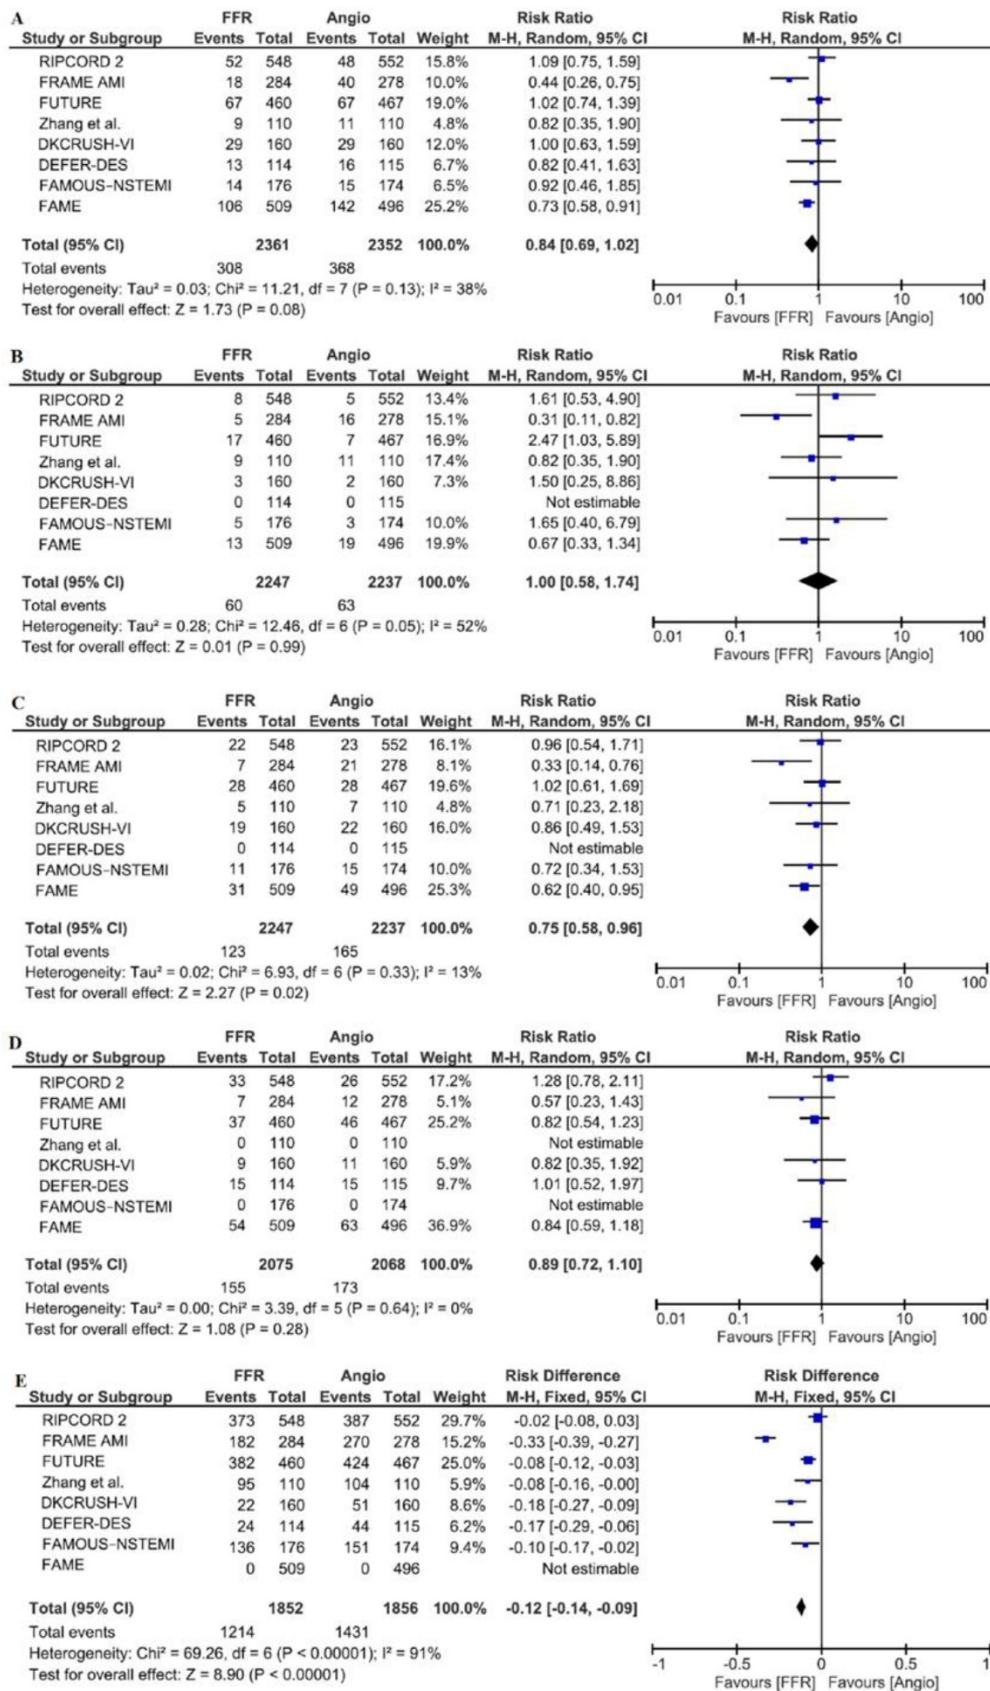 A FFR Angio Risk Ratio Risk Ratio
Study or Subgroup Events Total Events Total Weight M-H, Random, 95% CI M-H, Random, 95% CI
RIPCORD 2 52 548 48 552 15.8% 1.09 [0.75, 1.59]
FRAME AMI 18 284 40 278 10.0% 0.44 [0.26, 0.75]
FUTURE 67 460 67 467 19.0% 1.02 [0.74, 1.39]
Zhang et al. 9 110 11 110 4.8% 0.82 [0.35, 1.90]
DKCRUSH-VI 29 160 29 160 12.0% 1.00 [0.63, 1.59]
DEFER-DES 13 114 16 115 6.7% 0.82 [0.41, 1.63]
FAMOUS-NSTEMI 14 176 15 174 6.5% 0.92 [0.46, 1.85]
FAME 106 509 142 496 25.2% 0.73 [0.58, 0.91]
Total (95% CI) 2361 2352 100.0% 0.84 [0.69, 1.02]
Total events 308 368
Heterogeneity: Tau² = 0.03; Chi² = 11.21, df = 7 (P = 0.13); I² = 38%
Test for overall effect: Z = 1.73 (P = 0.08)
0.01 0.1 1 10 100
Favours [FFR] Favours [Angio]
B FFR Angio Risk Ratio Risk Ratio
Study or Subgroup Events Total Events Total Weight M-H, Random, 95% CI M-H, Random, 95% CI
RIPCORD 2 8 548 5 552 13.4% 1.61 [0.53, 4.90]
FRAME AMI 5 284 16 278 15.1% 0.31 [0.11, 0.82]
FUTURE 17 460 7 467 16.9% 2.47 [1.03, 5.89]
Zhang et al. 9 110 11 110 17.4% 0.82 [0.35, 1.90]
DKCRUSH-VI 3 160 2 160 7.3% 1.50 [0.25, 8.86]
DEFER-DES 0 114 0 115 Not estimable
FAMOUS-NSTEMI 5 176 3 174 10.0% 1.65 [0.40, 6.79]
FAME 13 509 19 496 19.9% 0.67 [0.33, 1.34]
Total (95% CI) 2247 2237 100.0% 1.00 [0.58, 1.74]
Total events 60 63
Heterogeneity: Tau² = 0.28; Chi² = 12.46, df = 6 (P = 0.05); I² = 52%
Test for overall effect: Z = 0.01 (P = 0.99)
0.01 0.1 1 10 100
Favours [FFR] Favours [Angio]
C FFR Angio Risk Ratio Risk Ratio
Study or Subgroup Events Total Events Total Weight M-H, Random, 95% CI M-H, Random, 95% CI
RIPCORD 2 22 548 23 552 16.1% 0.96 [0.54, 1.71]
FRAME AMI 7 284 21 278 8.1% 0.33 [0.14, 0.76]
FUTURE 28 460 28 467 19.6% 1.02 [0.61, 1.69]
Zhang et al. 5 110 7 110 4.8% 0.71 [0.23, 2.18]
DKCRUSH-VI 19 160 22 160 16.0% 0.86 [0.49, 1.53]
DEFER-DES 0 114 0 115 Not estimable
FAMOUS-NSTEMI 11 176 15 174 10.0% 0.72 [0.34, 1.53]
FAME 31 509 49 496 25.3% 0.62 [0.40, 0.95]
Total (95% CI) 2247 2237 100.0% 0.75 [0.58, 0.96]
Total events 123 165
Heterogeneity: Tau² = 0.02; Chi² = 6.93, df = 6 (P = 0.33); I² = 13%
Test for overall effect: Z = 2.27 (P = 0.02)
0.01 0.1 1 10 100
Favours [FFR] Favours [Angio]
D FFR Angio Risk Ratio Risk Ratio
Study or Subgroup Events Total Events Total Weight M-H, Random, 95% CI M-H, Random, 95% CI
RIPCORD 2 33 548 26 552 17.2% 1.28 [0.78, 2.11]
FRAME AMI 7 284 12 278 5.1% 0.57 [0.23, 1.43]
FUTURE 37 460 46 467 25.2% 0.82 [0.54, 1.23]
Zhang et al. 0 110 0 110 Not estimable
DKCRUSH-VI 9 160 11 160 5.9% 0.82 [0.35, 1.92]
DEFER-DES 15 114 15 115 9.7% 1.01 [0.52, 1.97]
FAMOUS-NSTEMI 0 176 0 174 Not estimable
FAME 54 509 63 496 36.9% 0.84 [0.59, 1.18]
Total (95% CI) 2075 2068 100.0% 0.89 [0.72, 1.10]
Total events 155 173
Heterogeneity: Tau² = 0.00; Chi² = 3.39, df = 5 (P = 0.64); I² = 0%
Test for overall effect: Z = 1.08 (P = 0.28)
0.01 0.1 1 10 100
Favours [FFR] Favours [Angio]
E FFR Angio Risk Difference Risk Difference
Study or Subgroup Events Total Events Total Weight M-H, Fixed, 95% CI M-H, Fixed, 95% CI
RIPCORD 2 373 548 387 552 29.7% -0.02 [-0.08, 0.03]
FRAME AMI 182 284 270 278 15.2% -0.33 [-0.39, -0.27]
FUTURE 382 460 424 467 25.0% -0.08 [-0.12, -0.03]
Zhang et al. 95 110 104 110 5.9% -0.08 [-0.16, -0.00]
DKCRUSH-VI 22 160 51 160 8.6% -0.18 [-0.27, -0.09]
DEFER-DES 24 114 44 115 6.2% -0.17 [-0.29, -0.06]
FAMOUS-NSTEMI 136 176 151 174 9.4% -0.10 [-0.17, -0.02]
FAME 0 509 0 496 Not estimable
Total (95% CI) 1852 1856 100.0% -0.12 [-0.14, -0.09]
Total events 1214 1431
Heterogeneity: Chi² = 69.26, df = 6 (P < 0.00001); I² = 91%
Test for overall effect: Z = 8.90 (P < 0.00001)
-1 -0.5 0 0.5 1
Favours [FFR] Favours [Angio]